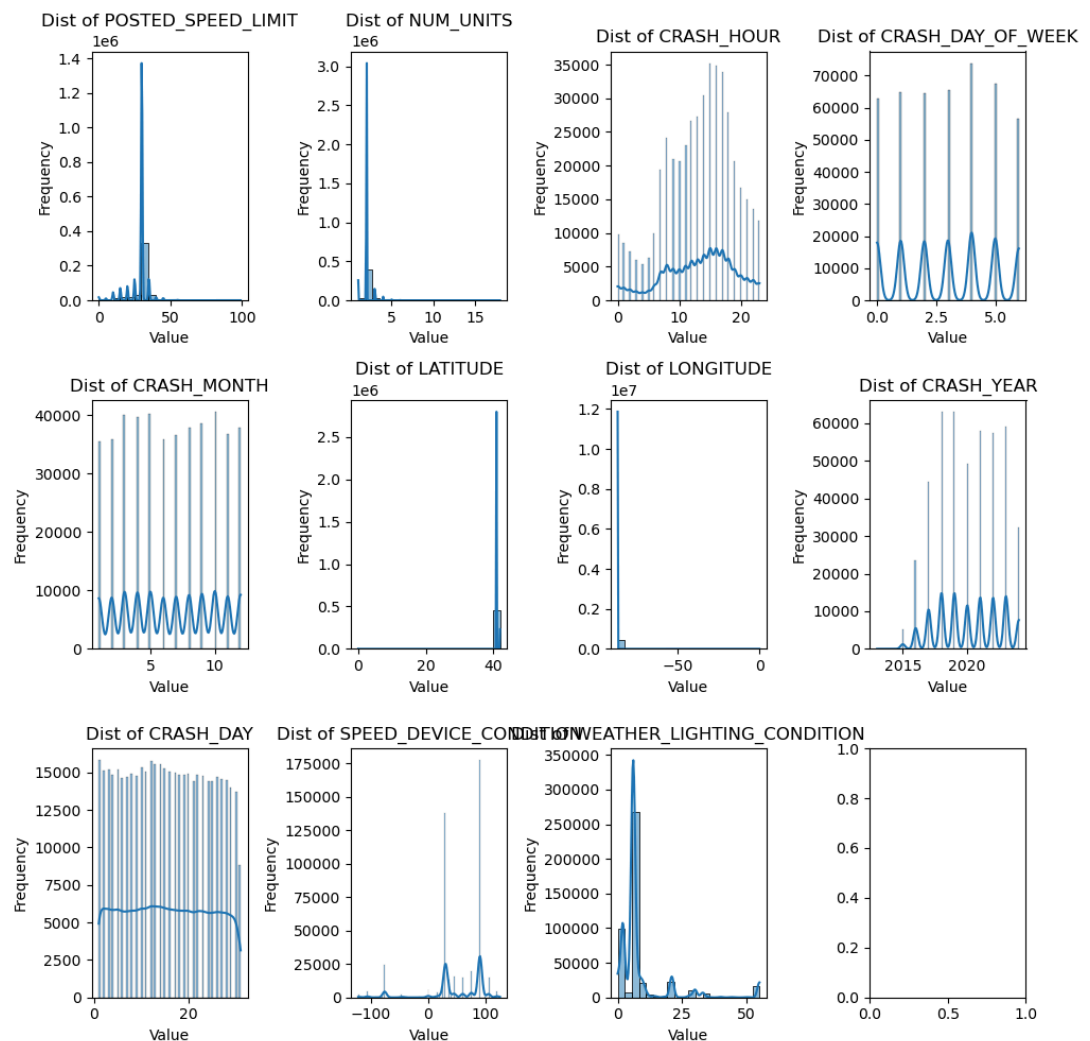 Dist of POSTED_SPEED_LIMIT
1e6
1.4
1.2
1.0
0.8
0.6
0.4
0.2
0.0
Frequency
0 50 100
Value
Dist of NUM_UNITS
1e6
3.0
2.5
2.0
1.5
1.0
0.5
0.0
Frequency
5 10 15
Value
Dist of CRASH_HOUR
35000
30000
25000
20000
15000
10000
5000
0
Frequency
0 10 20
Value
Dist of CRASH_DAY_OF_WEEK
70000
60000
50000
40000
30000
20000
10000
0
Frequency
0.0 2.5 5.0
Value
Dist of CRASH_MONTH
40000
30000
20000
10000
0
Frequency
5 10
Value
Dist of LATITUDE
1e6
2.5
2.0
1.5
1.0
0.5
0.0
Frequency
0 20 40
Value
Dist of LONGITUDE
1e7
1.2
1.0
0.8
0.6
0.4
0.2
0.0
Frequency
−50 0
Value
Dist of CRASH_YEAR
60000
50000
40000
30000
20000
10000
0
Frequency
2015 2020
Value
Dist of CRASH_DAY
15000
12500
10000
7500
5000
2500
0
Frequency
0 20
Value
Dist of SPEED_DEVICE_CONDITION
175000
150000
125000
100000
75000
50000
25000
0
Frequency
−100 0 100
Value
Dist of WEATHER_LIGHTING_CONDITION
350000
300000
250000
200000
150000
100000
50000
0
Frequency
0 25 50
Value
1.0
0.8
0.6
0.4
0.2
0.0
0.0 0.5 1.0